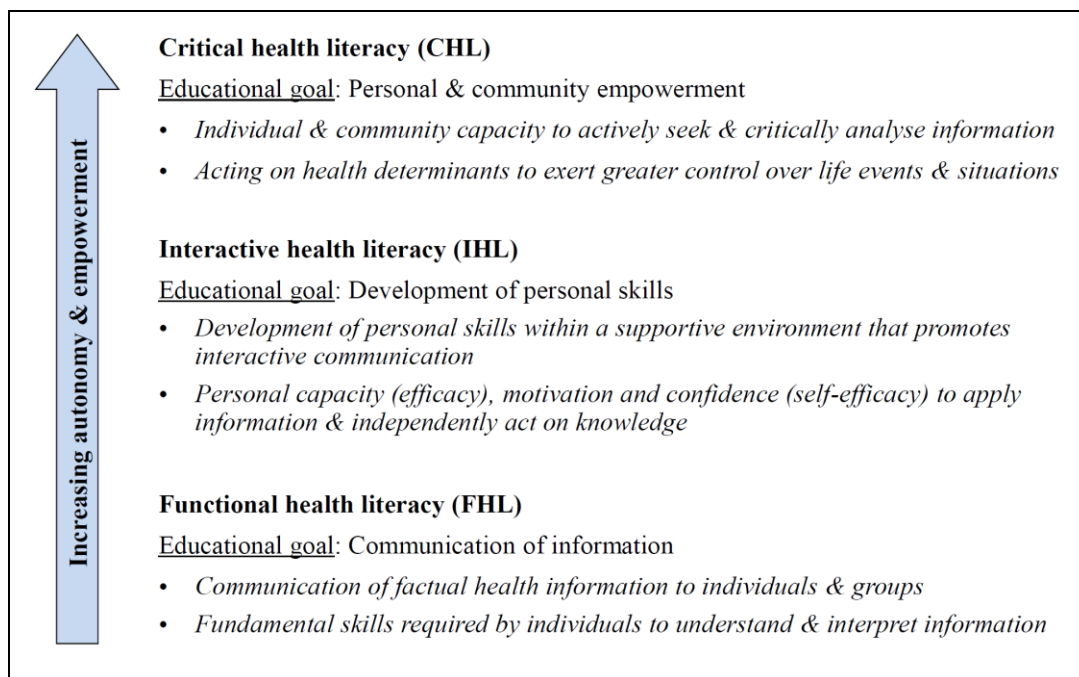 Increasing autonomy & empowerment
Critical health literacy (CHL)
Educational goal: Personal & community empowerment
• Individual & community capacity to actively seek & critically analyse information
• Acting on health determinants to exert greater control over life events & situations
Interactive health literacy (IHL)
Educational goal: Development of personal skills
• Development of personal skills within a supportive environment that promotes
interactive communication
• Personal capacity (efficacy), motivation and confidence (self-efficacy) to apply
information & independently act on knowledge
Functional health literacy (FHL)
Educational goal: Communication of information
• Communication of factual health information to individuals & groups
• Fundamental skills required by individuals to understand & interpret information